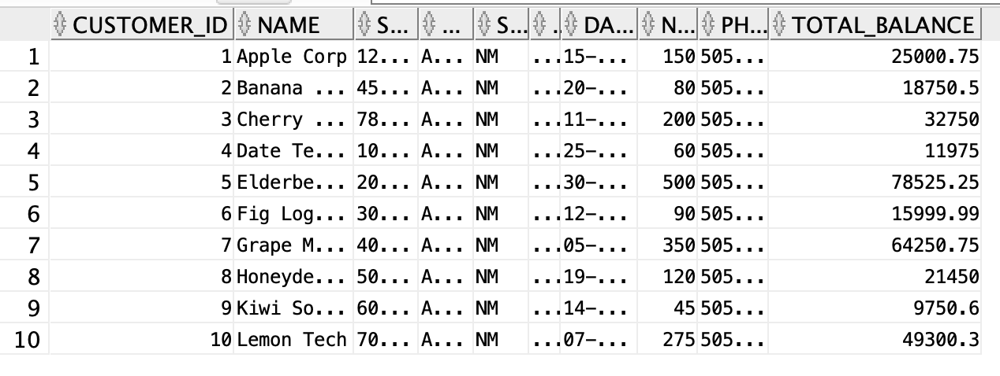 CUSTOMER_ID NAME S... ... S... ... DA... N... PH... TOTAL_BALANCE
1 1 Apple Corp 12... A... NM ... 15-... 150 505... 25000.75
2 2 Banana ... 45... A... NM ... 20-... 80 505... 18750.5
3 3 Cherry ... 78... A... NM ... 11-... 200 505... 32750
4 4 Date Te... 10... A... NM ... 25-... 60 505... 11975
5 5 Elderbe... 20... A... NM ... 30-... 500 505... 78525.25
6 6 Fig Log... 30... A... NM ... 12-... 90 505... 15999.99
7 7 Grape M... 40... A... NM ... 05-... 350 505... 64250.75
8 8 Honeyde... 50... A... NM ... 19-... 120 505... 21450
9 9 Kiwi So... 60... A... NM ... 14-... 45 505... 9750.6
10 10 Lemon Tech 70... A... NM ... 07-... 275 505... 49300.3